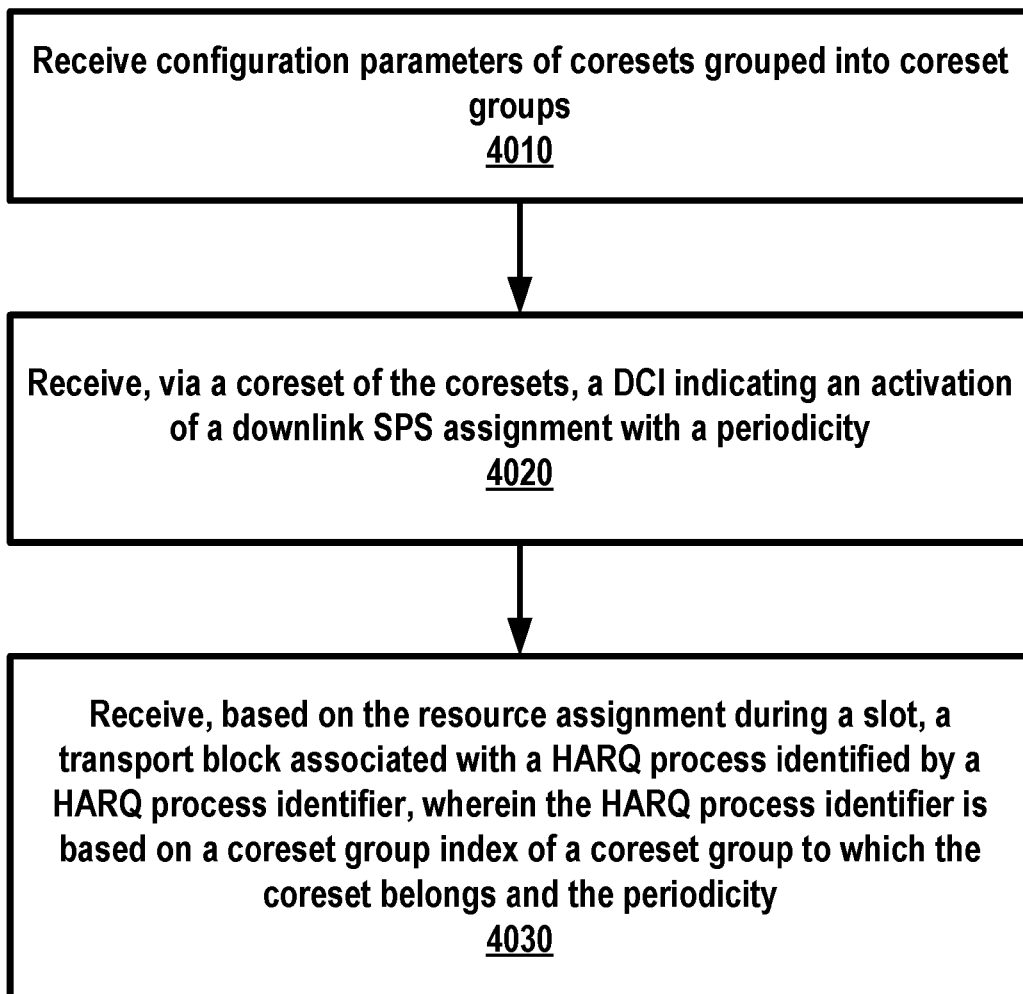 Receive configuration parameters of coresets grouped into coreset
groups
4010
Receive, via a coreset of the coresets, a DCI indicating an activation
of a downlink SPS assignment with a periodicity
4020
Receive, based on the resource assignment during a slot, a
transport block associated with a HARQ process identified by a
HARQ process identifier, wherein the HARQ process identifier is
based on a coreset group index of a coreset group to which the
coreset belongs and the periodicity
4030